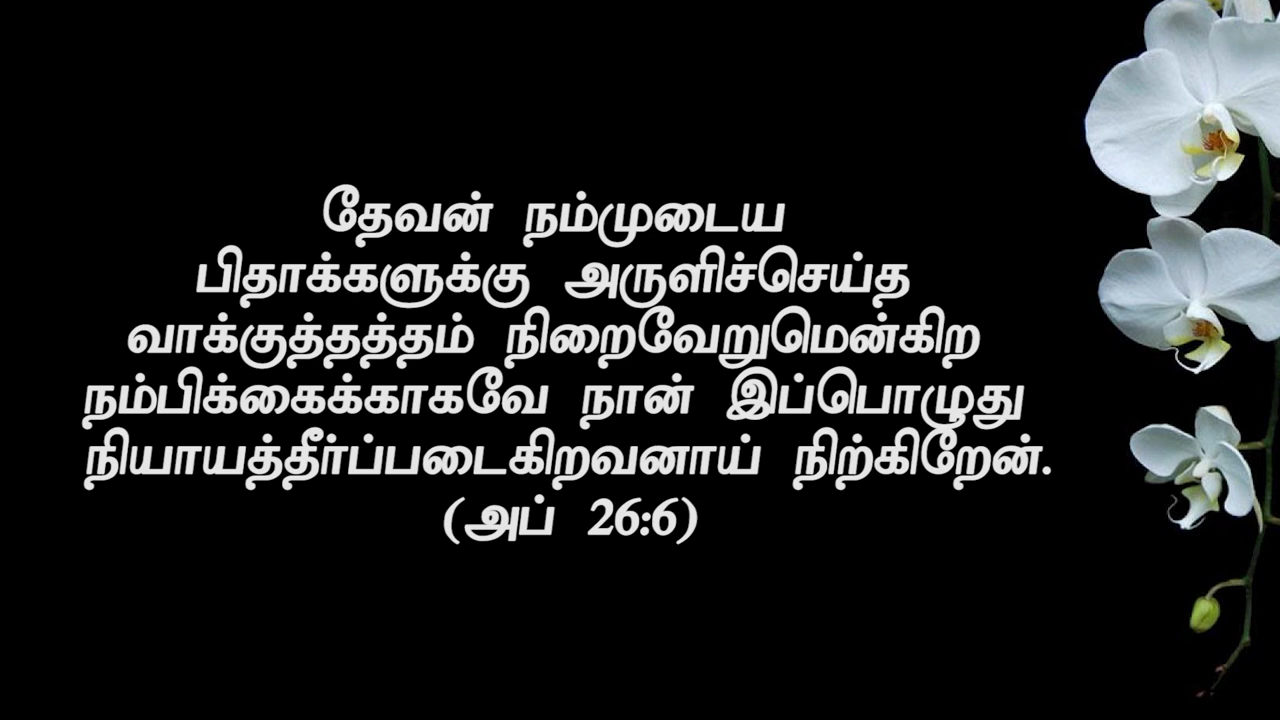 தேவன் நம்முடைய
பிதாக்களுக்கு அருளிச்செய்த
வாக்குத்தத்தம் நிறைவேறுமென்கிற
நம்பிக்கைக்காகவே நான் இப்பொழுது
நியாயத்தீர்ப்படைகிறவனாய் நிற்கிறேன்.
(அப் 26:6)